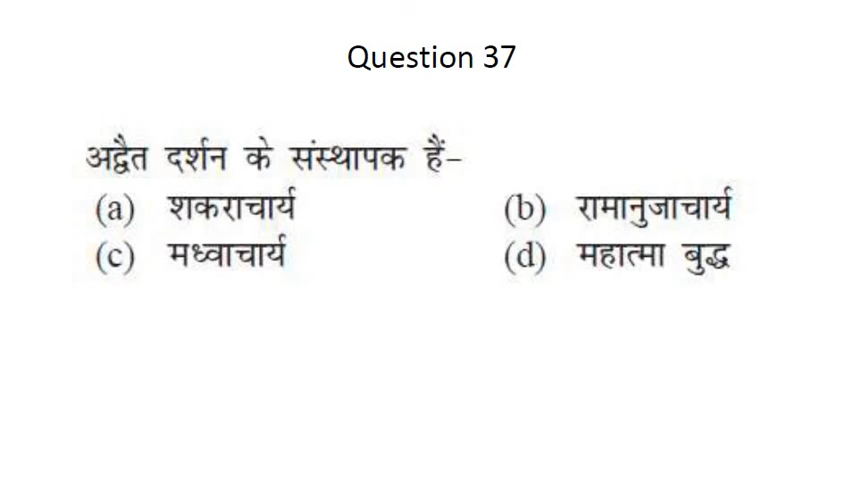 Question 37
अद्वैत दर्शन के संस्थापक हैं–
(a) शकराचार्य (b) रामानुजाचार्य
(c) मध्वाचार्य (d) महात्मा बुद्ध